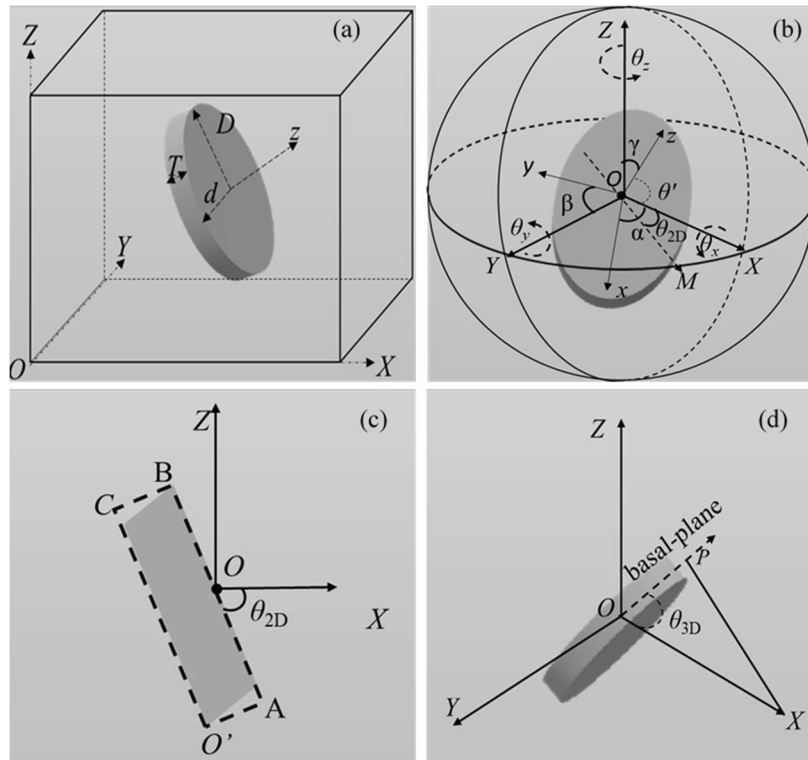 (a)
Z
D
z
T
d
Y
O
X
(b)
Z
θz
z
γ
y
O
θ'
β
θy
α
θ2D
θx
Y
x
M
X
(c)
Z
B
C
O
θ2D
X
A
O'
(d)
Z
basal-plane
P
O
θ3D
Y
X